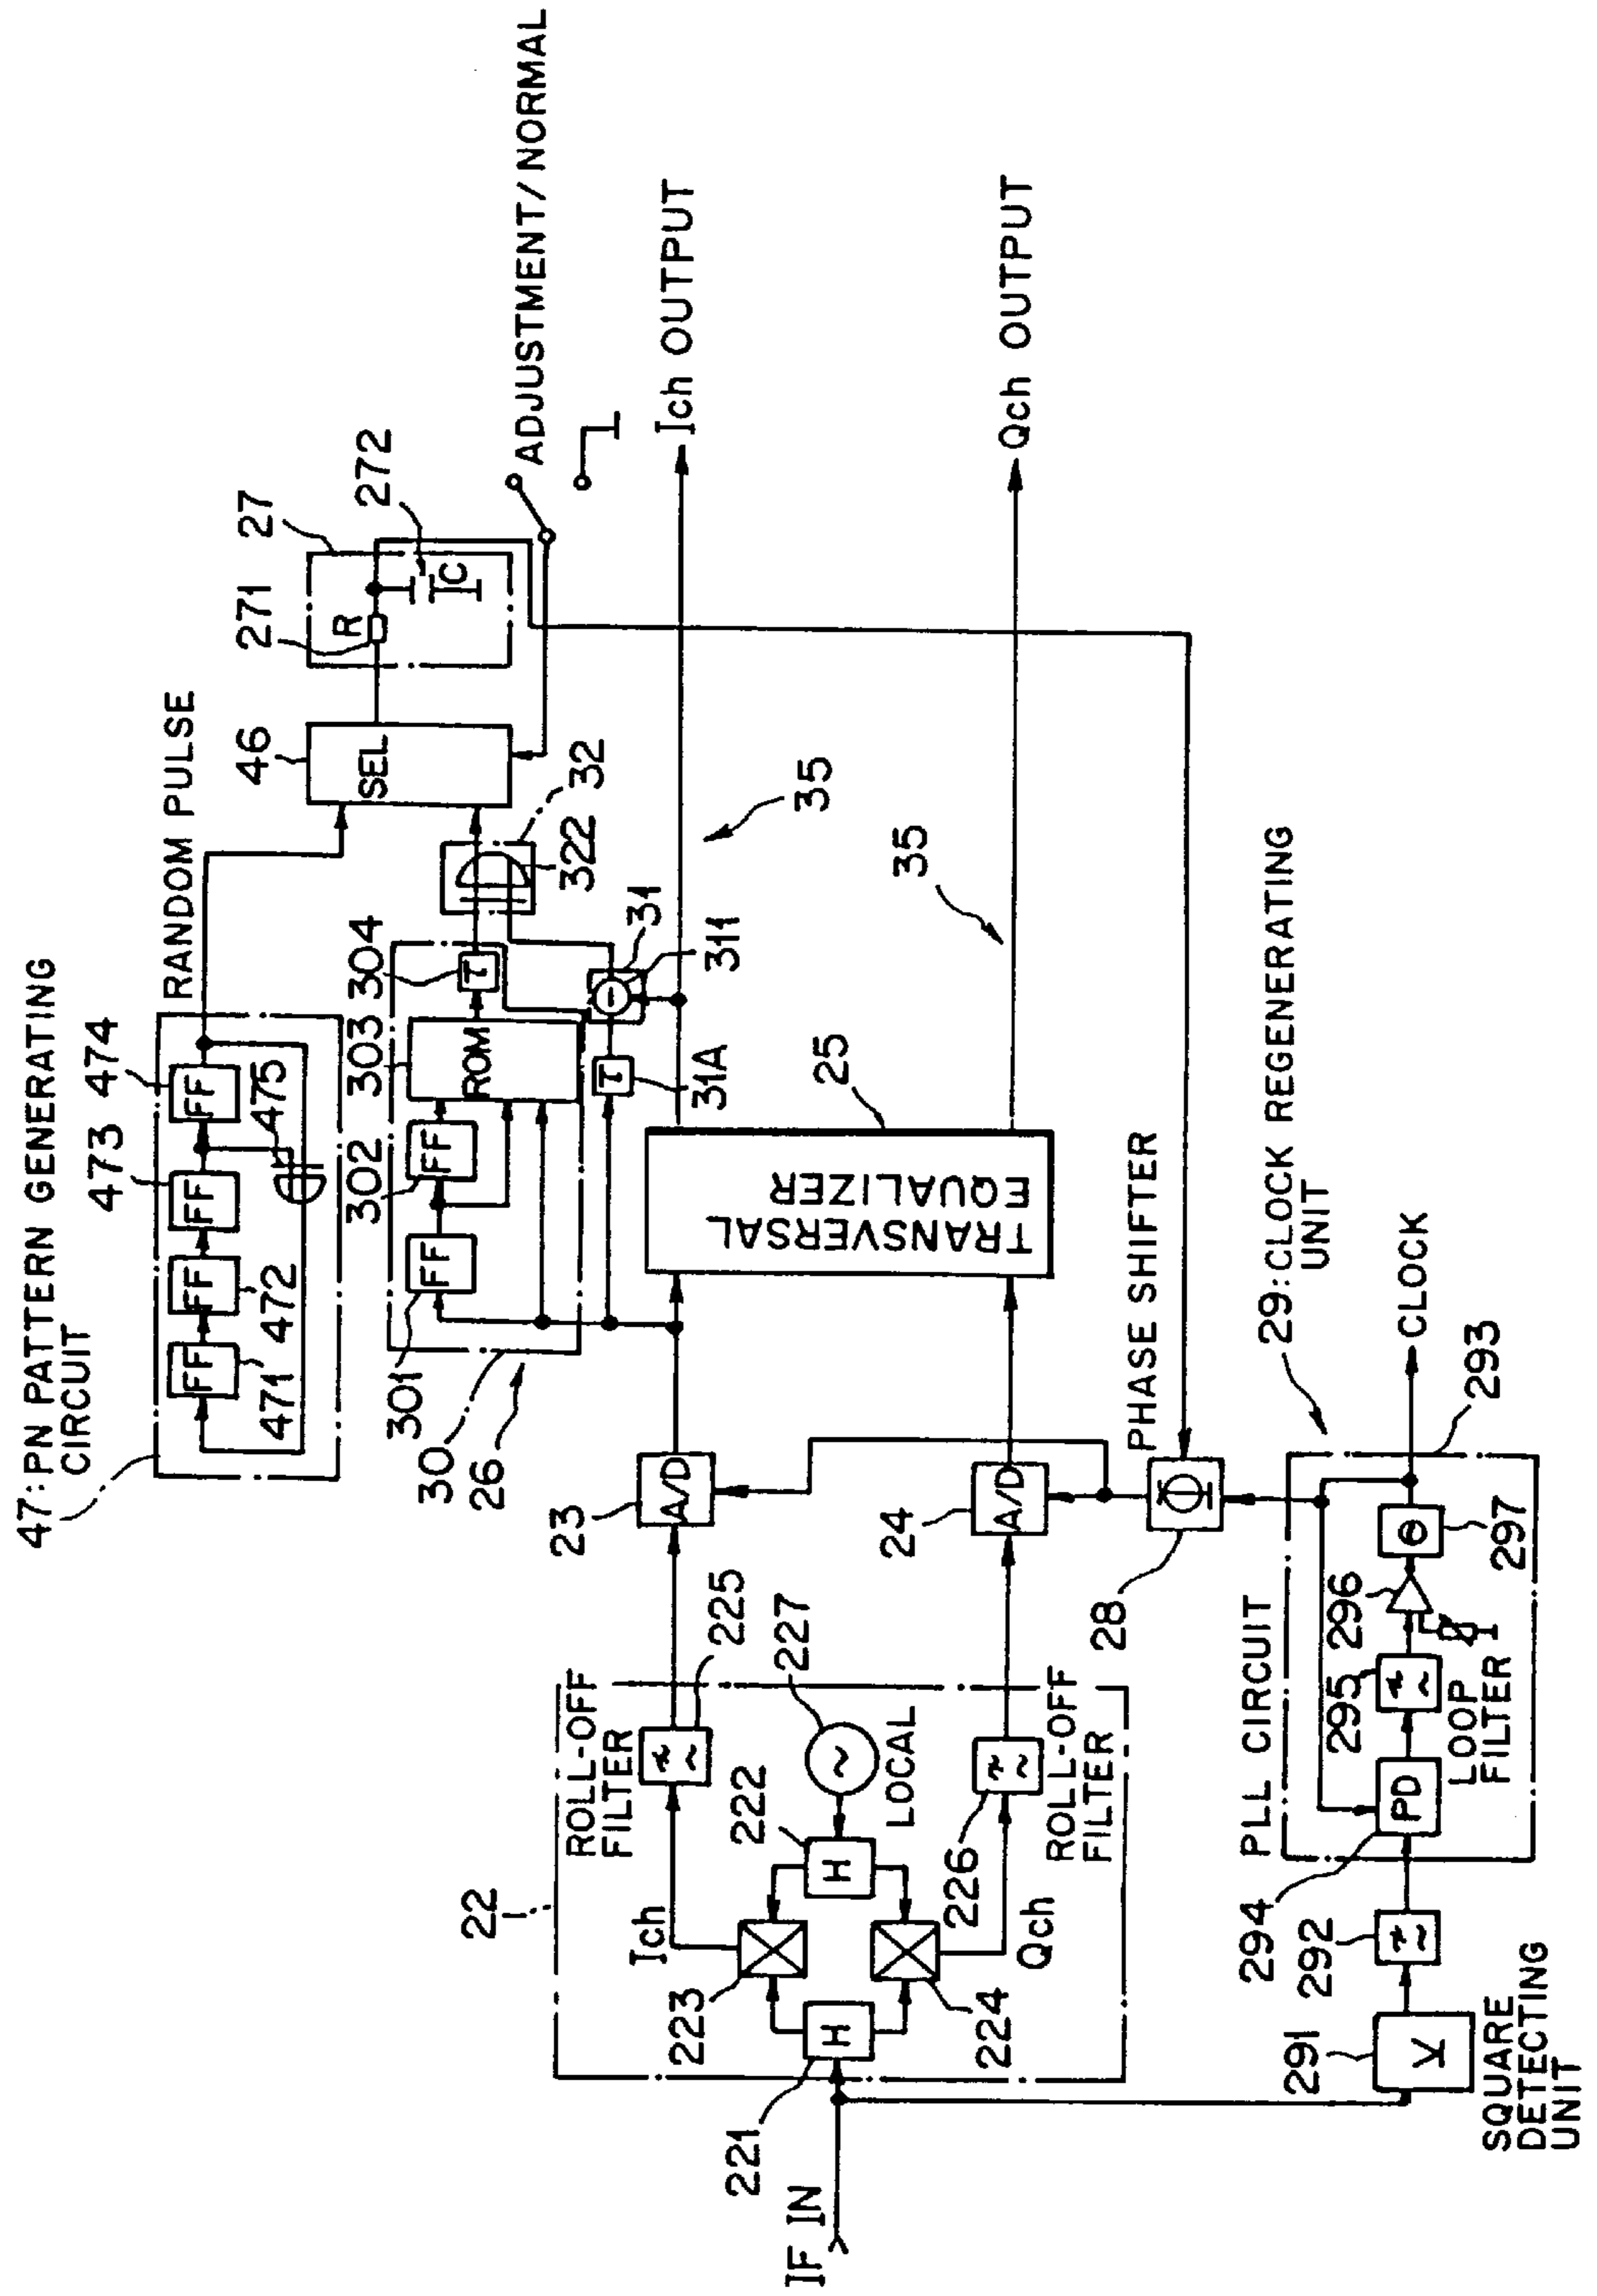 47: PN PATTERN GENERATING
CIRCUIT
FF
471
FF
472
FF
473
FF
474
475
RANDOM PULSE
46
SEL
27
271
R
272
C
ADJUSTMENT/NORMAL
301
FF
302
FF
303
ROM
304
τ
30
26
32
322
31
311
31A
τ
Ich OUTPUT
35
35
Qch OUTPUT
25
TRANSVERSAL
EQUALIZER
23
A/D
24
A/D
PHASE SHIFTER
28
22
ROLL-OFF
FILTER
225
Ich
223
222
H
227
LOCAL
H
221
224
226
Qch
ROLL-OFF
FILTER
IF IN
29: CLOCK REGENERATING
UNIT
CLOCK
293
PLL CIRCUIT
294
PD
295
LOOP
FILTER
296
297
292
291
SQUARE
DETECTING
UNIT